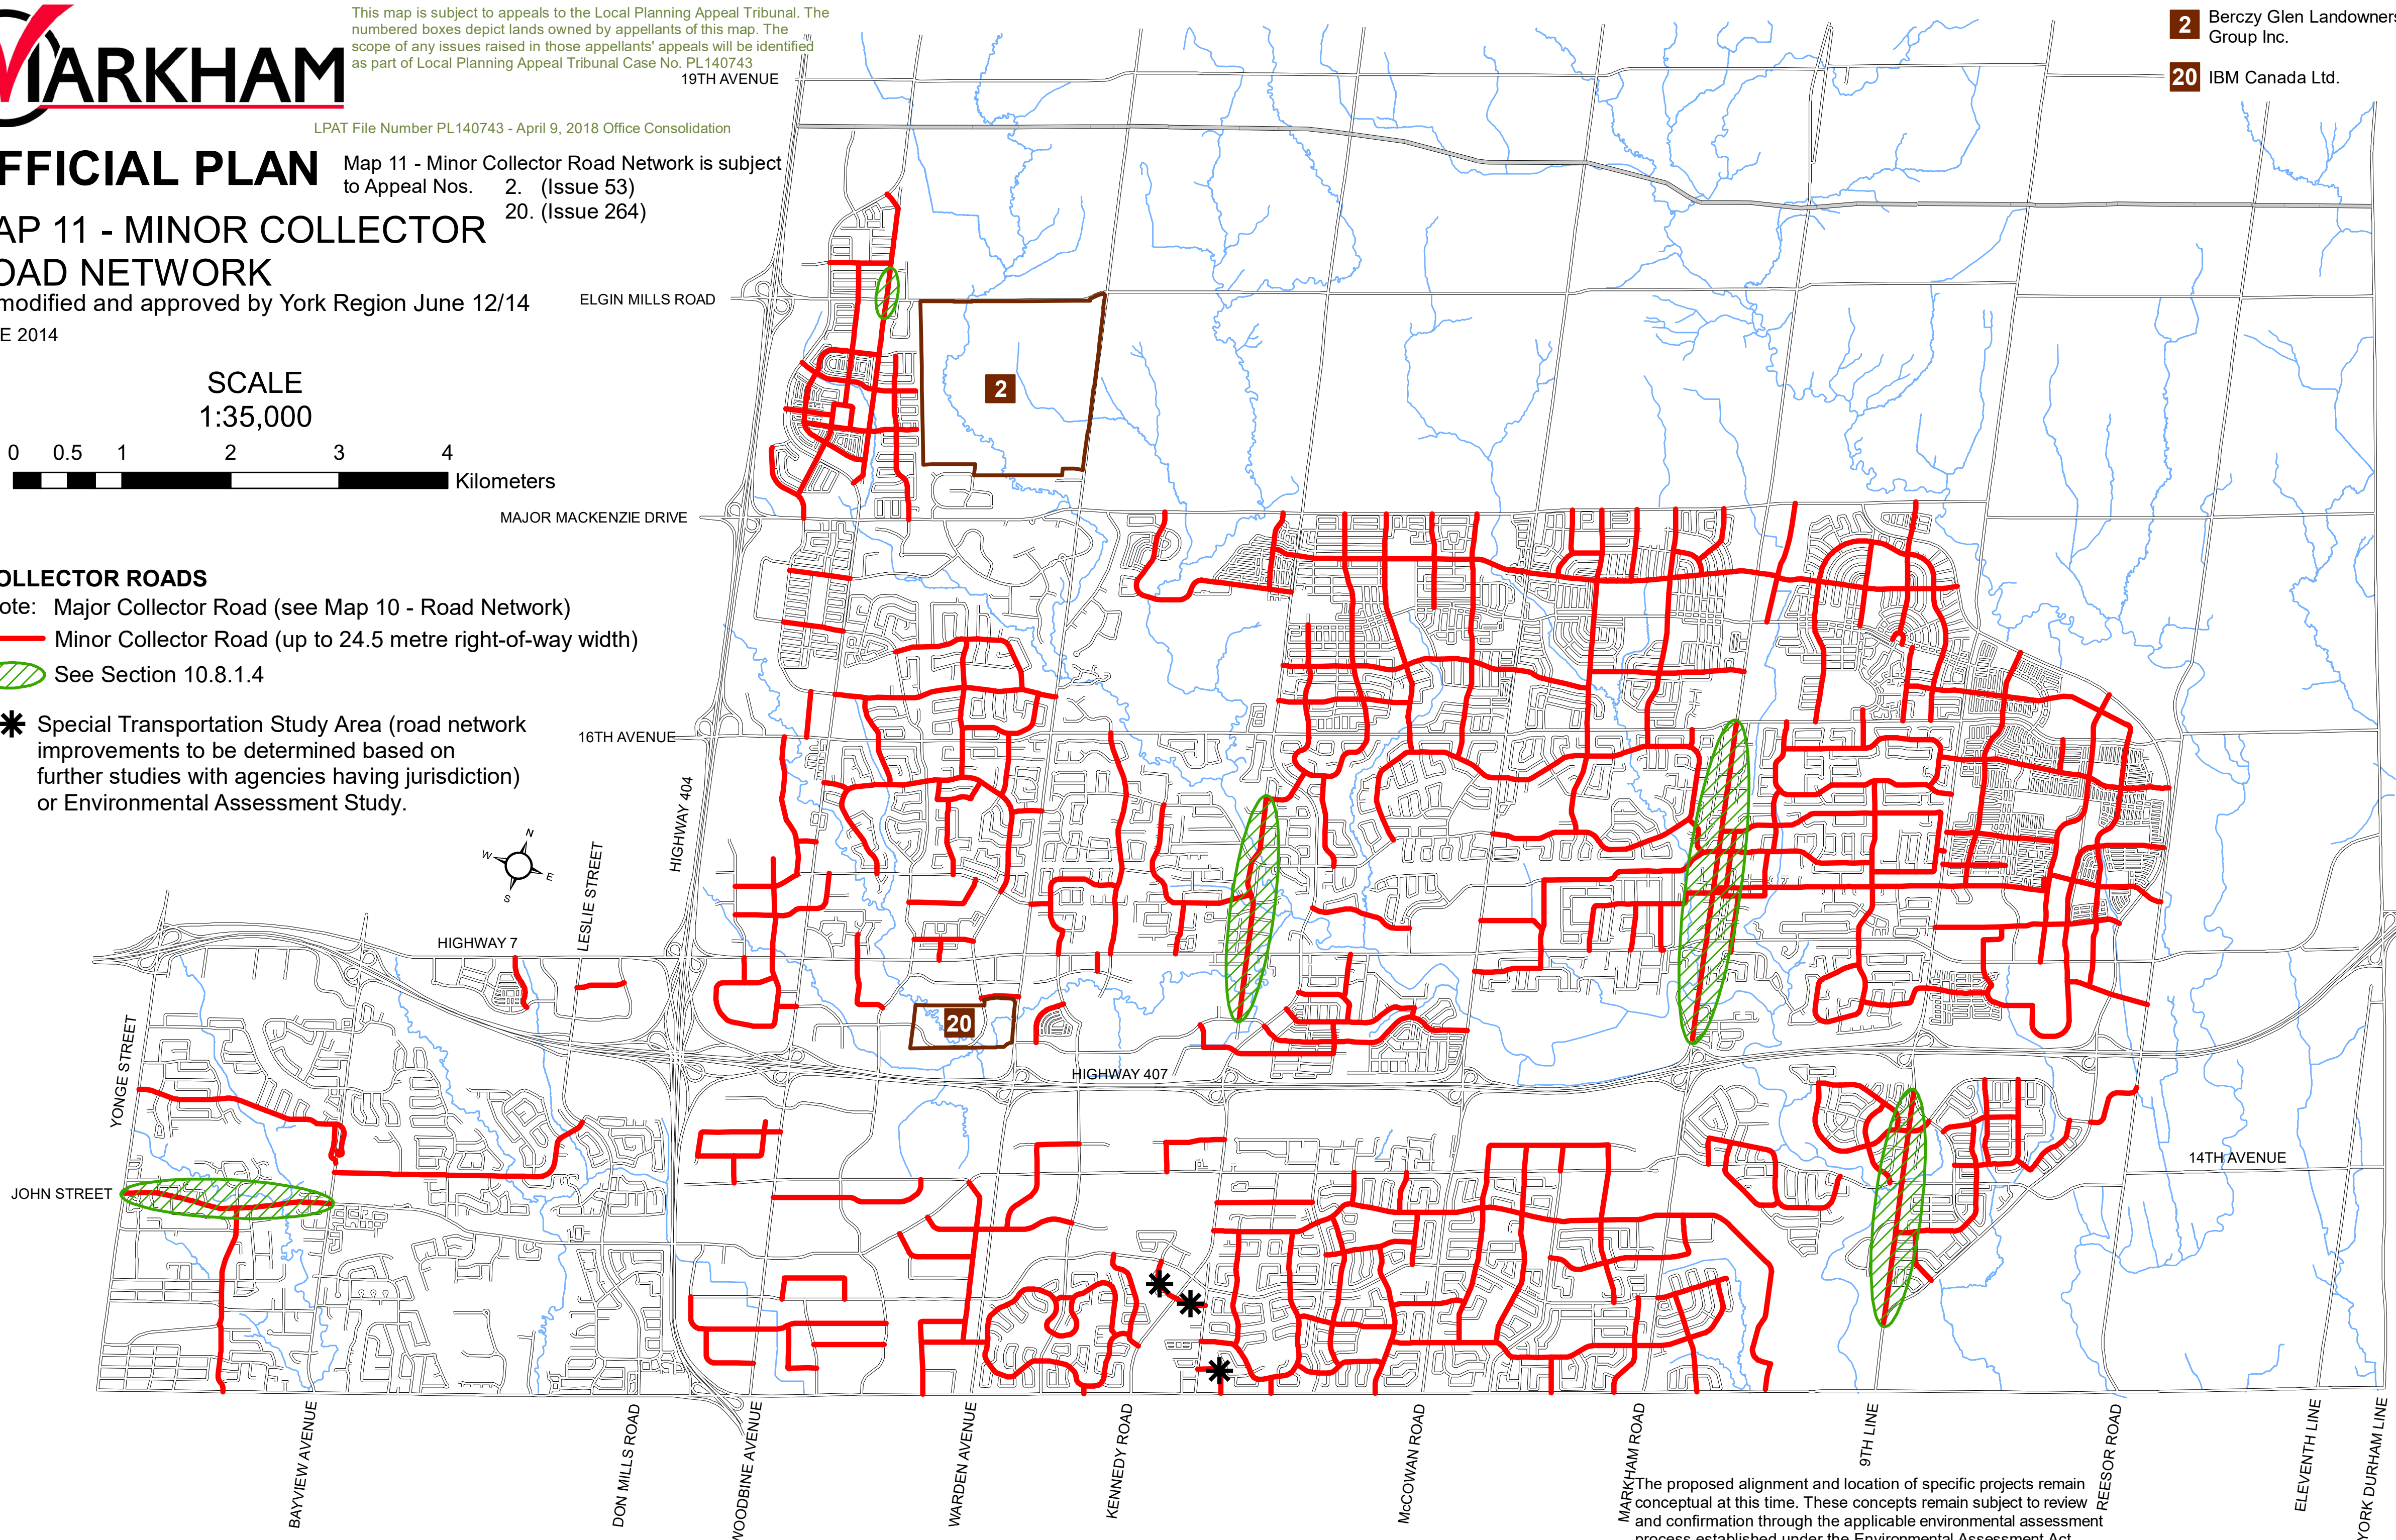 MARKHAM
This map is subject to appeals to the Local Planning Appeal Tribunal. The
numbered boxes depict lands owned by appellants of this map. The
scope of any issues raised in those appellants' appeals will be identified
as part of Local Planning Appeal Tribunal Case No. PL140743
LPAT File Number PL140743 - April 9, 2018 Office Consolidation
FFICIAL PLAN
Map 11 - Minor Collector Road Network is subject
to Appeal Nos. 2. (Issue 53)
20. (Issue 264)
AP 11 - MINOR COLLECTOR
OAD NETWORK
modified and approved by York Region June 12/14
E 2014
SCALE
1:35,000
0 0.5 1 2 3 4
Kilometers
OLLECTOR ROADS
ote: Major Collector Road (see Map 10 - Road Network)
Minor Collector Road (up to 24.5 metre right-of-way width)
See Section 10.8.1.4
Special Transportation Study Area (road network
improvements to be determined based on
further studies with agencies having jurisdiction)
or Environmental Assessment Study.
2 Berczy Glen Landowners
Group Inc.
20 IBM Canada Ltd.
19TH AVENUE
ELGIN MILLS ROAD
2
MAJOR MACKENZIE DRIVE
16TH AVENUE
HIGHWAY 404
N
W
E
S
LESLIE STREET
HIGHWAY 7
20
YONGE STREET
HIGHWAY 407
JOHN STREET
14TH AVENUE
BAYVIEW AVENUE
DON MILLS ROAD
WOODBINE AVENUE
WARDEN AVENUE
KENNEDY ROAD
McCOWAN ROAD
MARKHAM ROAD
9TH LINE
REESOR ROAD
ELEVENTH LINE
YORK DURHAM LINE
The proposed alignment and location of specific projects remain
conceptual at this time. These concepts remain subject to review
and confirmation through the applicable environmental assessment
process established under the Environmental Assessment Act